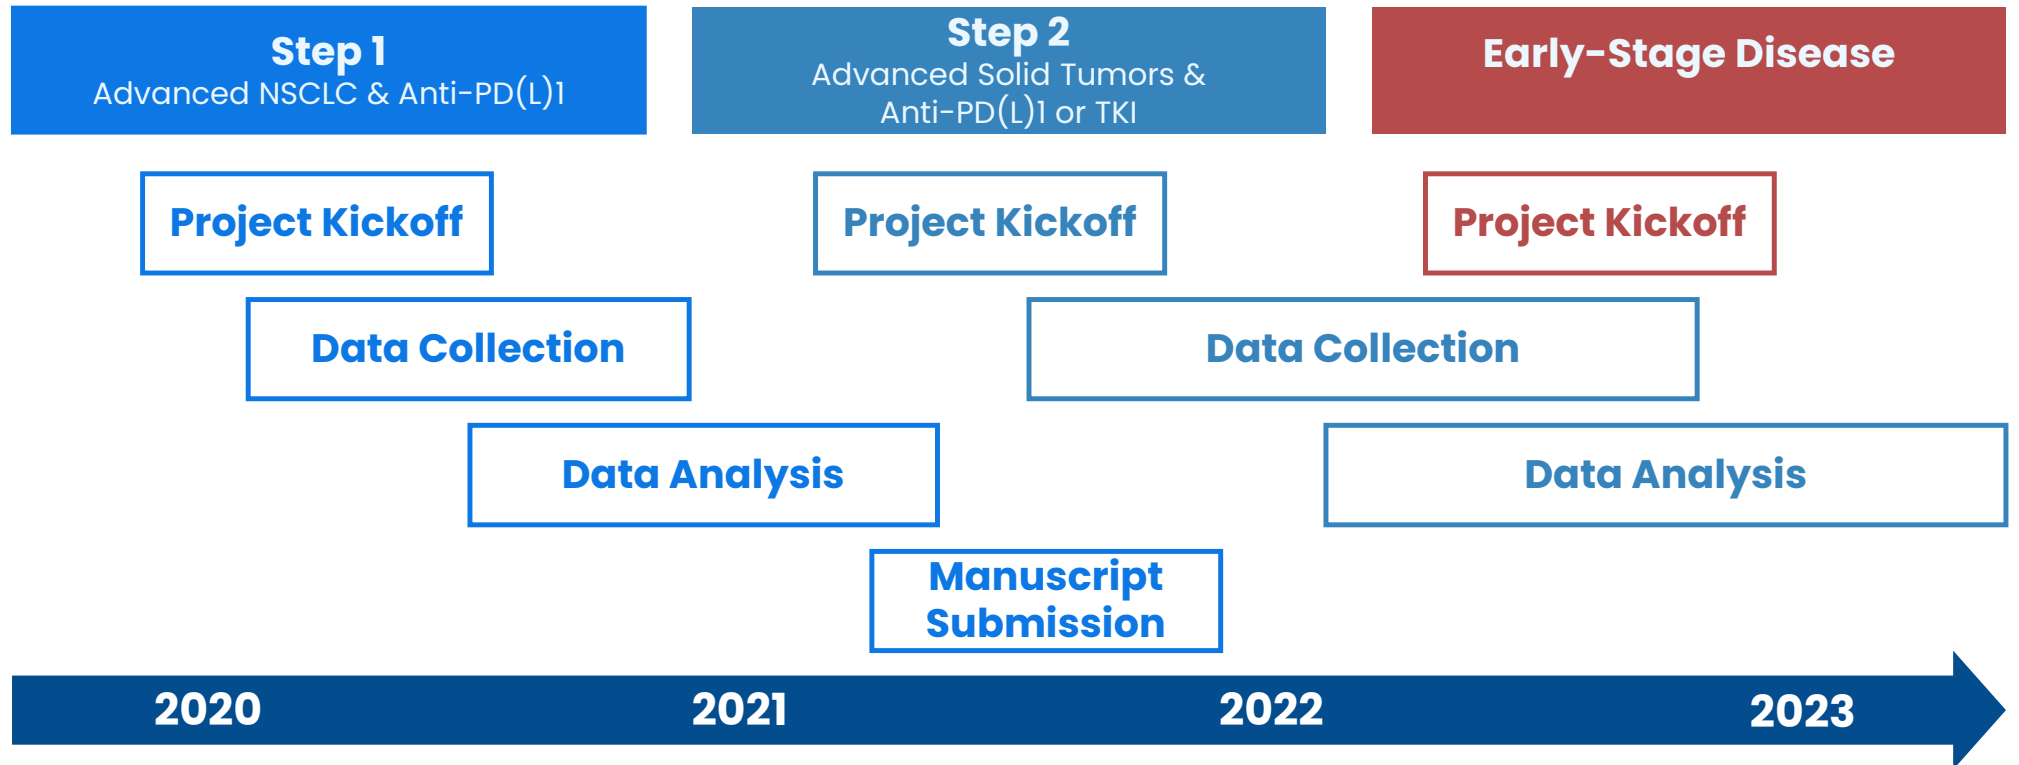 Step 1
Advanced NSCLC & Anti-PD(L)1
Step 2
Advanced Solid Tumors &
Anti-PD(L)1 or TKI
Early-Stage Disease
Project Kickoff
Project Kickoff
Project Kickoff
Data Collection
Data Collection
Data Analysis
Data Analysis
Manuscript
Submission
2020
2021
2022
2023